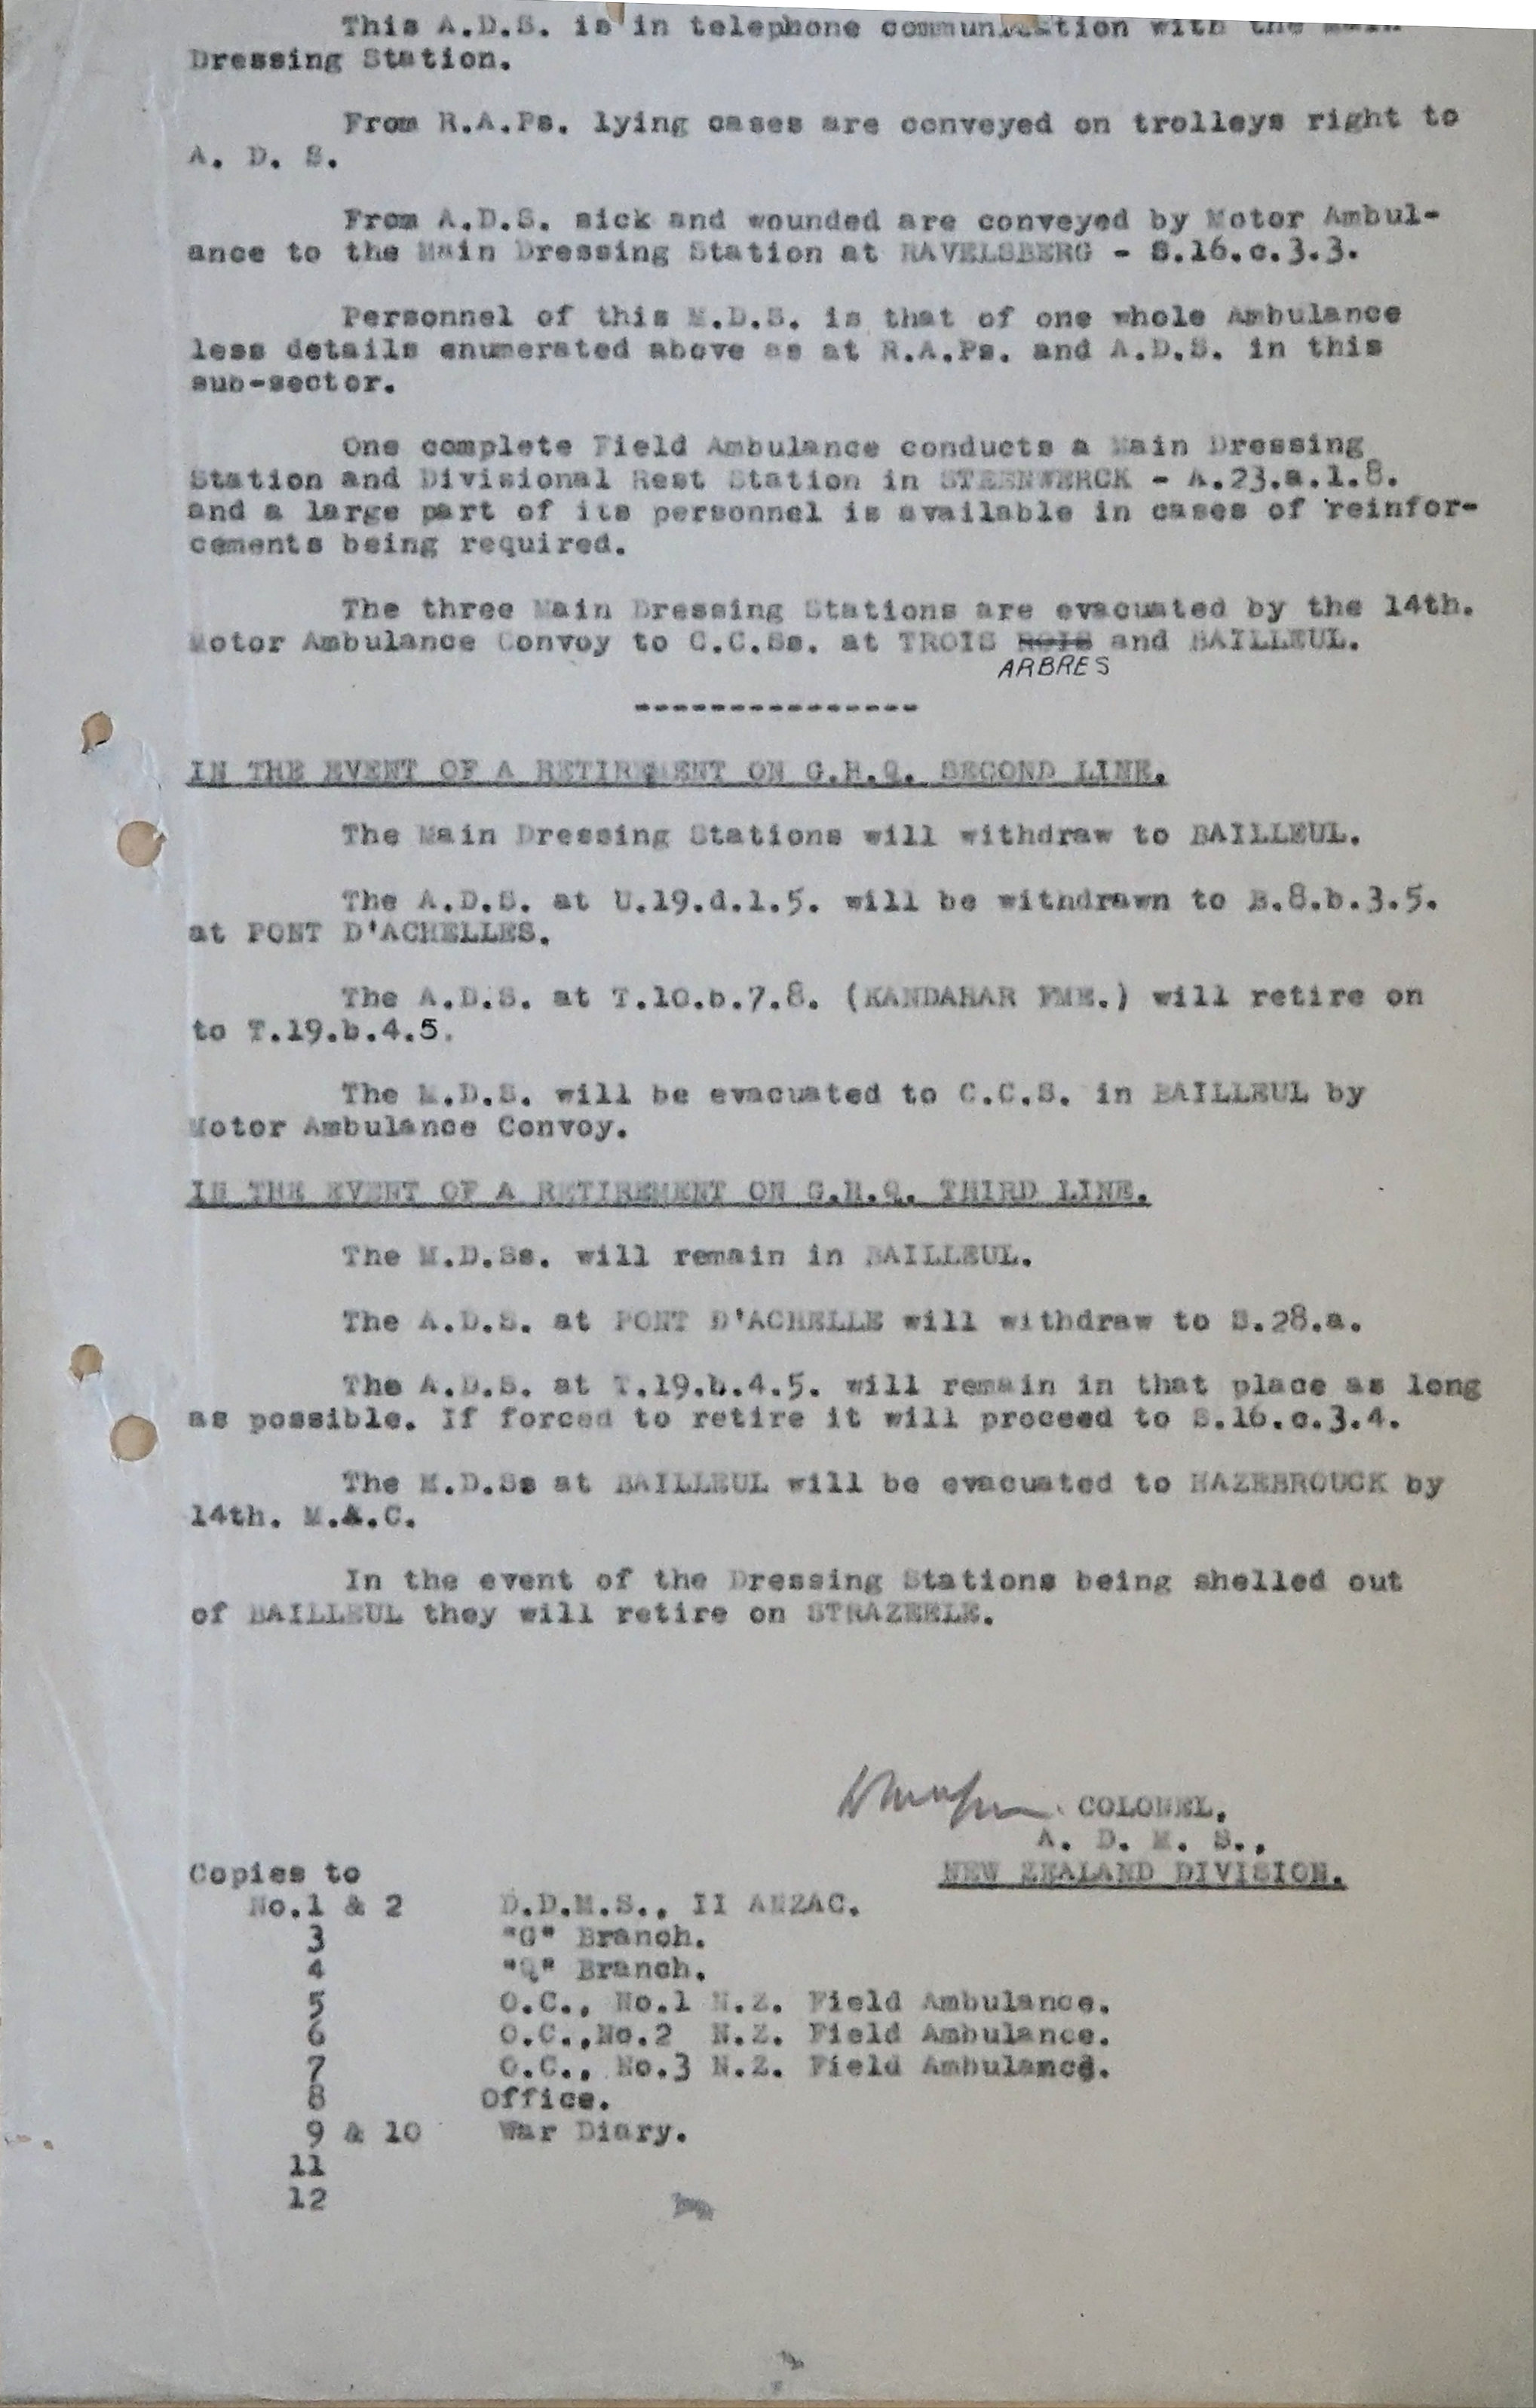 This A.D.S. is in telephone communication with the Main
Dressing Station.
From R.A.Ps. lying cases are conveyed on trolleys right to
A. D. S.
From A.D.S. sick and wounded are conveyed by Motor Ambul-
ance to the Main Dressing Station at RAVELSBERG - S.16.c.3.3.
Personnel of this M.D.S. is that of one whole Ambulance
less details enumerated above as at R.A.Ps. and A.D.S. in this
sub-sector.
One complete Field Ambulance conducts a Main Dressing
Station and Divisional Rest Station in STEENWERCK - A.23.a.1.8.
and a large part of its personnel is available in cases of reinfor-
cements being required.
The three Main Dressing Stations are evacuated by the 14th.
Motor Ambulance Convoy to C.C.Ss. at TROIS BOIS and BAILLEUL.
ARBRES
---------------
IN THE EVENT OF A RETIREMENT ON G.H.Q. SECOND LINE.
The Main Dressing Stations will withdraw to BAILLEUL.
The A.D.S. at U.19.d.1.5. will be withdrawn to B.8.b.3.5.
at PONT D'ACHELLES.
The A.D.S. at T.10.b.7.8. (KANDAHAR FME.) will retire on
to T.19.b.4.5.
The M.D.S. will be evacuated to C.C.S. in BAILLEUL by
Motor Ambulance Convoy.
IN THE EVENT OF A RETIREMENT ON G.H.Q. THIRD LINE.
The M.D.Ss. will remain in BAILLEUL.
The A.D.S. at PONT D'ACHELLE will withdraw to S.28.a.
The A.D.S. at T.19.b.4.5. will remain in that place as long
as possible. If forced to retire it will proceed to S.16.c.3.4.
The M.D.Ss at BAILLEUL will be evacuated to HAZEBROUCK by
14th. M.A.C.
In the event of the Dressing Stations being shelled out
of BAILLEUL they will retire on STRAZEELE.
COLONEL,
A. D. M. S.,
NEW ZEALAND DIVISION.
Copies to
No.1 & 2 D.D.M.S., II ANZAC.
3 "G" Branch.
4 "Q" Branch.
5 O.C., No.1 N.Z. Field Ambulance.
6 O.C.,No.2 N.Z. Field Ambulance.
7 O.C., No.3 N.Z. Field Ambulance.
8 Office.
9 & 10 War Diary.
11
12